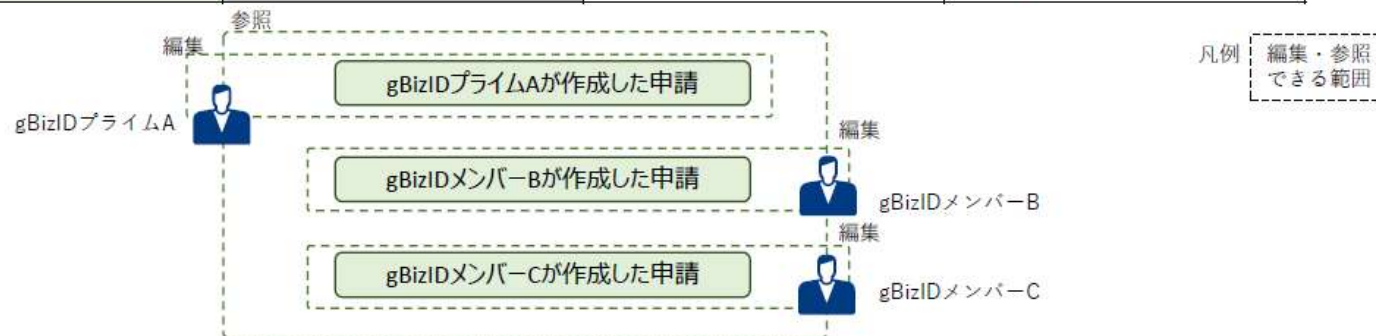 参照
編集
凡例
編集・参照
できる範囲
gBizIDプライムAが作成した申請
gBizIDプライムA
編集
gBizIDメンバーBが作成した申請
gBizIDメンバーB
編集
gBizIDメンバーCが作成した申請
gBizIDメンバーC